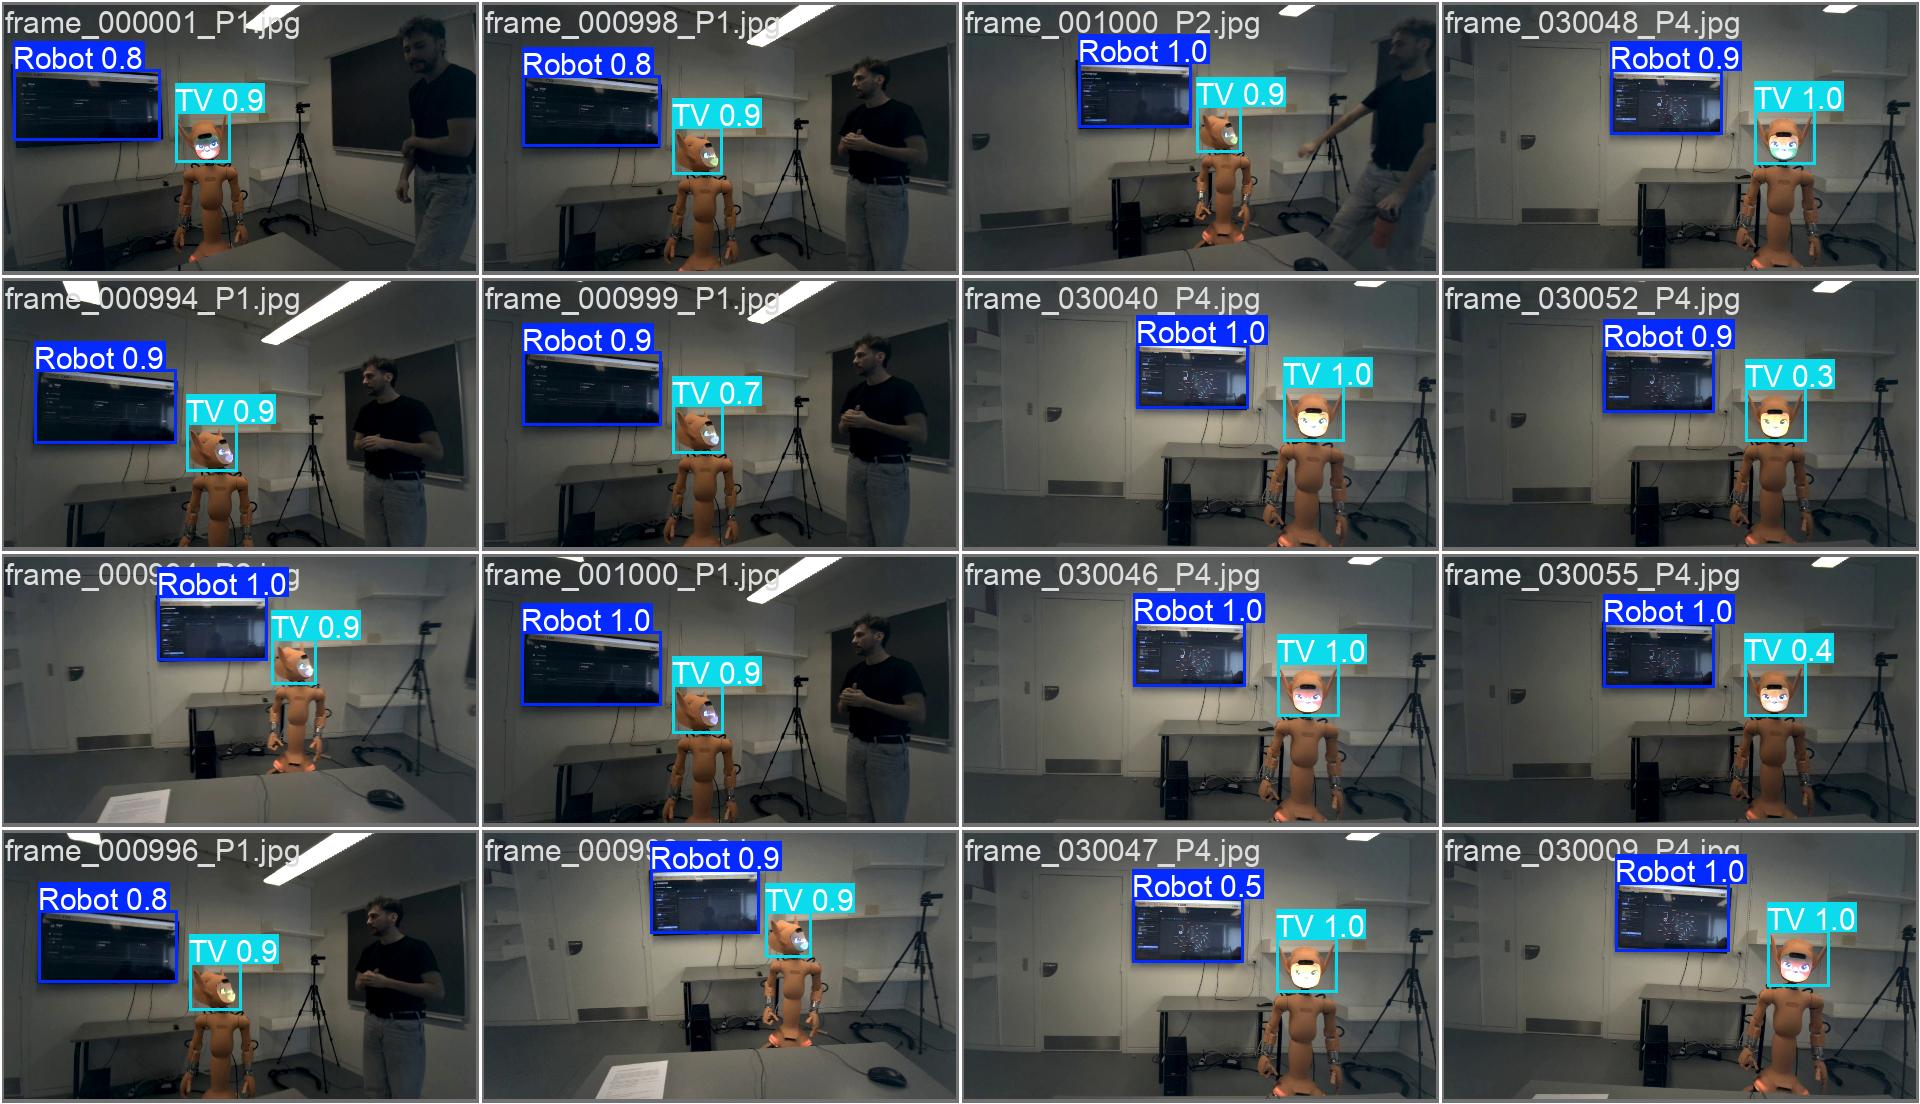 frame_000001_P1.jpg
Robot 0.8
TV 0.9
frame_000998_P1.jpg
Robot 0.8
TV 0.9
frame_001000_P2.jpg
Robot 1.0
TV 0.9
frame_030048_P4.jpg
Robot 0.9
TV 1.0
frame_000994_P1.jpg
Robot 0.9
TV 0.9
frame_000999_P1.jpg
Robot 0.9
TV 0.7
frame_030040_P4.jpg
Robot 1.0
TV 1.0
frame_030052_P4.jpg
Robot 0.9
TV 0.3
Robot 1.0
TV 0.9
frame_001000_P1.jpg
Robot 1.0
TV 0.9
frame_030046_P4.jpg
Robot 1.0
TV 1.0
frame_030055_P4.jpg
Robot 1.0
TV 0.4
frame_000996_P1.jpg
Robot 0.8
TV 0.9
Robot 0.9
TV 0.9
frame_030047_P4.jpg
Robot 0.5
TV 1.0
frame_030009_P4.jpg
Robot 1.0
TV 1.0